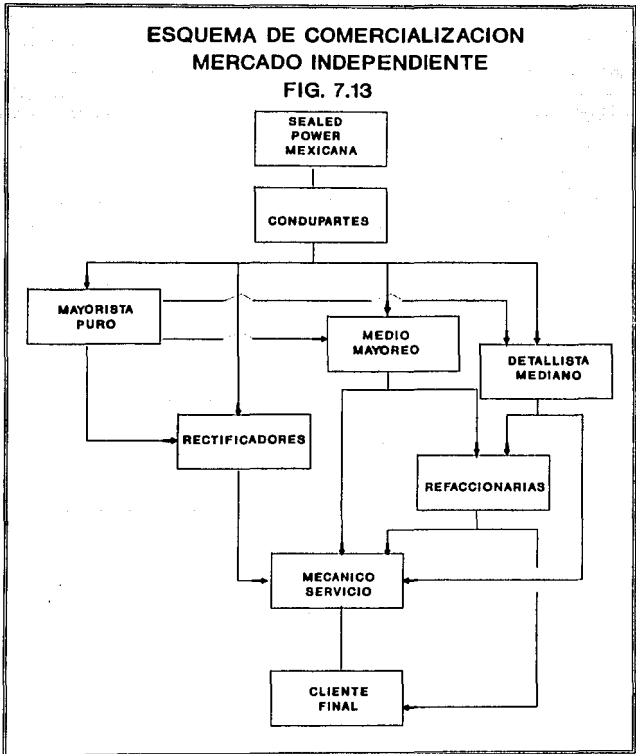 ESQUEMA DE COMERCIALIZACION
MERCADO INDEPENDIENTE
FIG. 7.13
SEALED
POWER
MEXICANA
CONDUPARTES
MAYORISTA
PURO
MEDIO
MAYOREO
DETALLISTA
MEDIANO
RECTIFICADORES
REFACCIONARIAS
MECANICO
SERVICIO
CLIENTE
FINAL